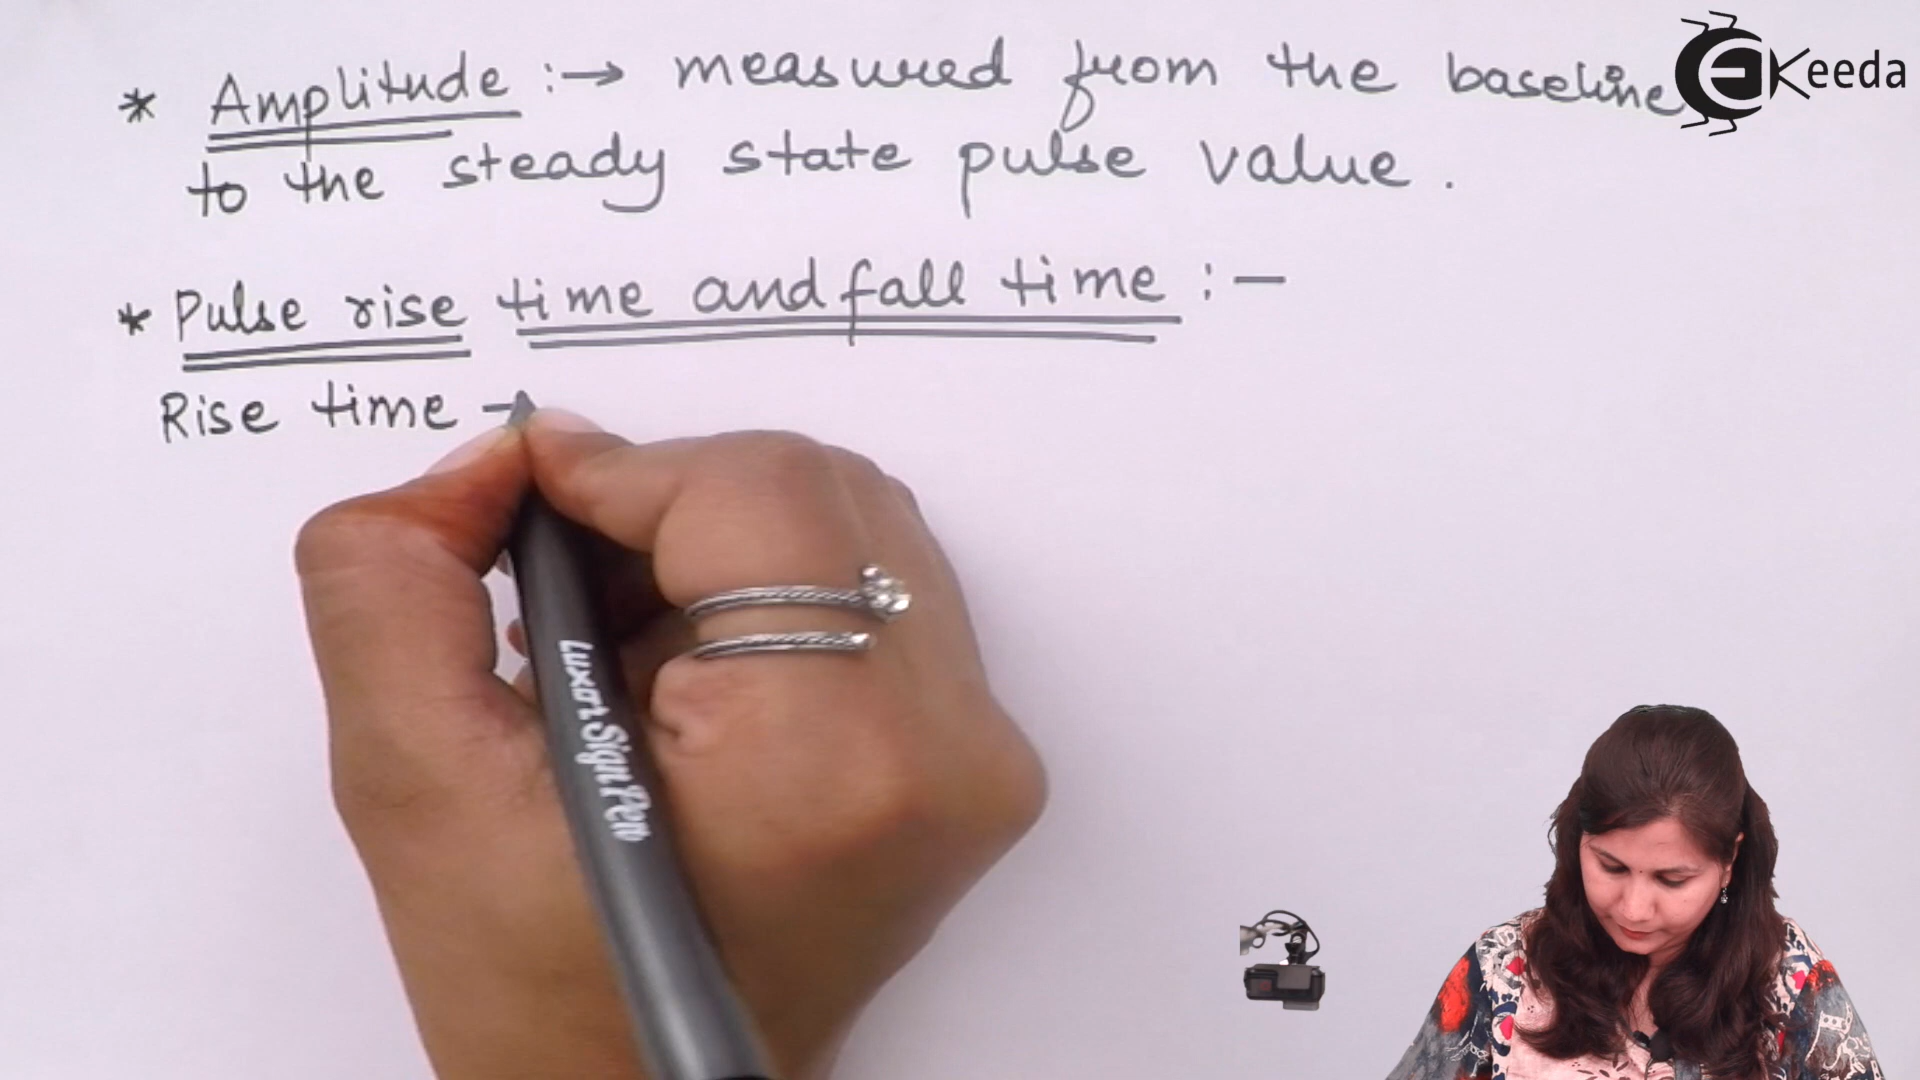 * Amplitude :→ measured from the baseline
to the steady state pulse value.
* Pulse rise time and fall time :-
Rise time -
Keeda
Luxor Sign Pen